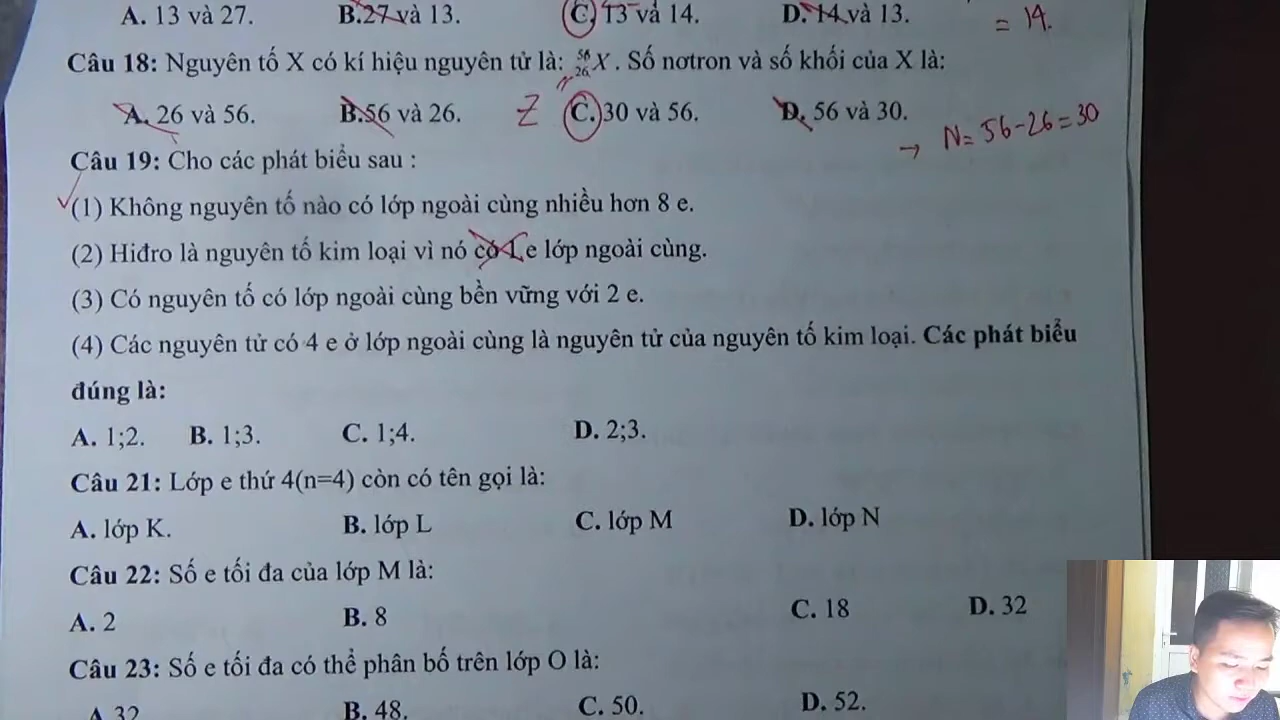 A. 13 và 27. B.27 và 13. C. 13 và 14. D. 14 và 13. = 14.
Câu 18: Nguyên tố X có kí hiệu nguyên tử là: ⁵⁶₂₆X . Số nơtron và số khối của X là:
A. 26 và 56. B.56 và 26. Z C. 30 và 56. D. 56 và 30. → N = 56-26 = 30
Câu 19: Cho các phát biểu sau :
(1) Không nguyên tố nào có lớp ngoài cùng nhiều hơn 8 e.
(2) Hiđro là nguyên tố kim loại vì nó có 1 e lớp ngoài cùng.
(3) Có nguyên tố có lớp ngoài cùng bền vững với 2 e.
(4) Các nguyên tử có 4 e ở lớp ngoài cùng là nguyên tử của nguyên tố kim loại. Các phát biểu
đúng là:
A. 1;2. B. 1;3. C. 1;4. D. 2;3.
Câu 21: Lớp e thứ 4(n=4) còn có tên gọi là:
A. lớp K. B. lớp L C. lớp M D. lớp N
Câu 22: Số e tối đa của lớp M là:
A. 2 B. 8 C. 18 D. 32
Câu 23: Số e tối đa có thể phân bố trên lớp O là:
A 32 B. 48. C. 50. D. 52.